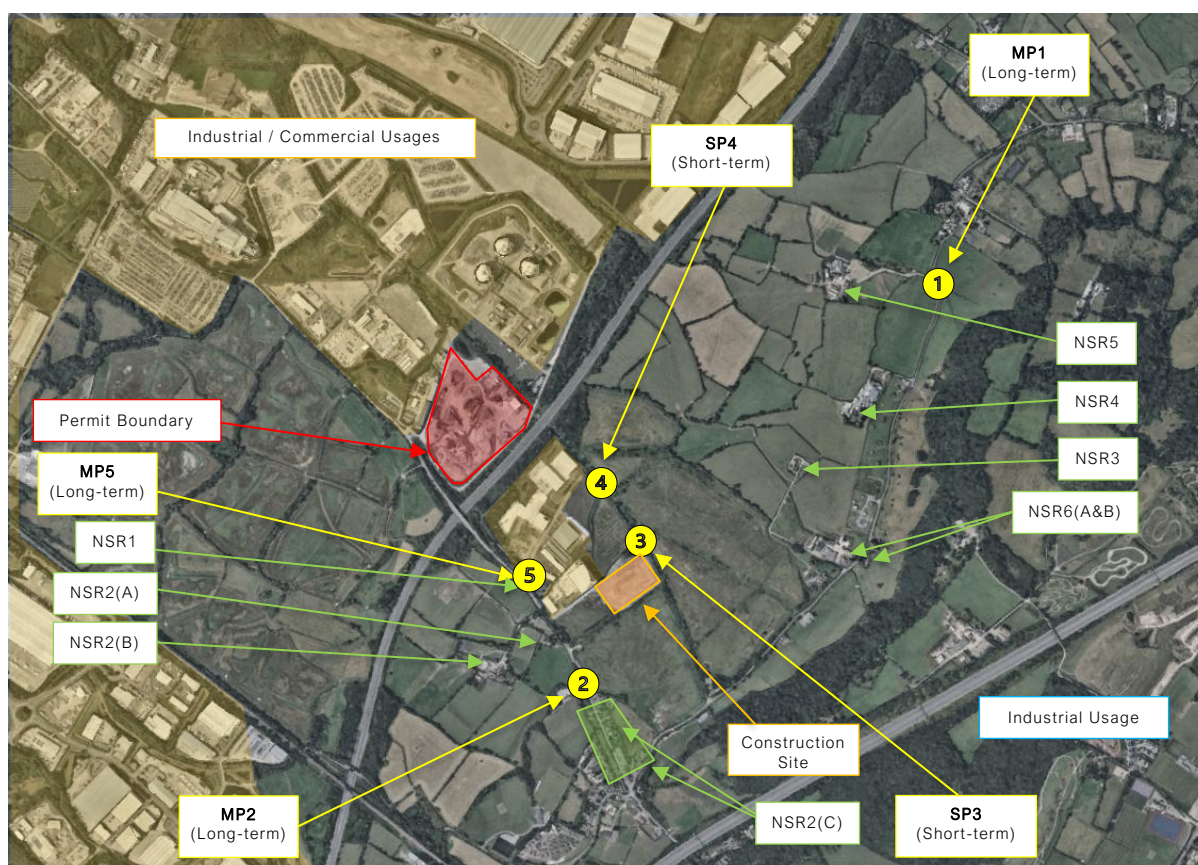 MP1
(Long-term)
SP4
(Short-term)
Industrial / Commercial Usages
1
NSR5
NSR4
Permit Boundary
NSR3
MP5
(Long-term)
4
NSR6(A&B)
NSR1
3
5
NSR2(A)
NSR2(B)
2
Industrial Usage
Construction
Site
MP2
(Long-term)
NSR2(C)
SP3
(Short-term)